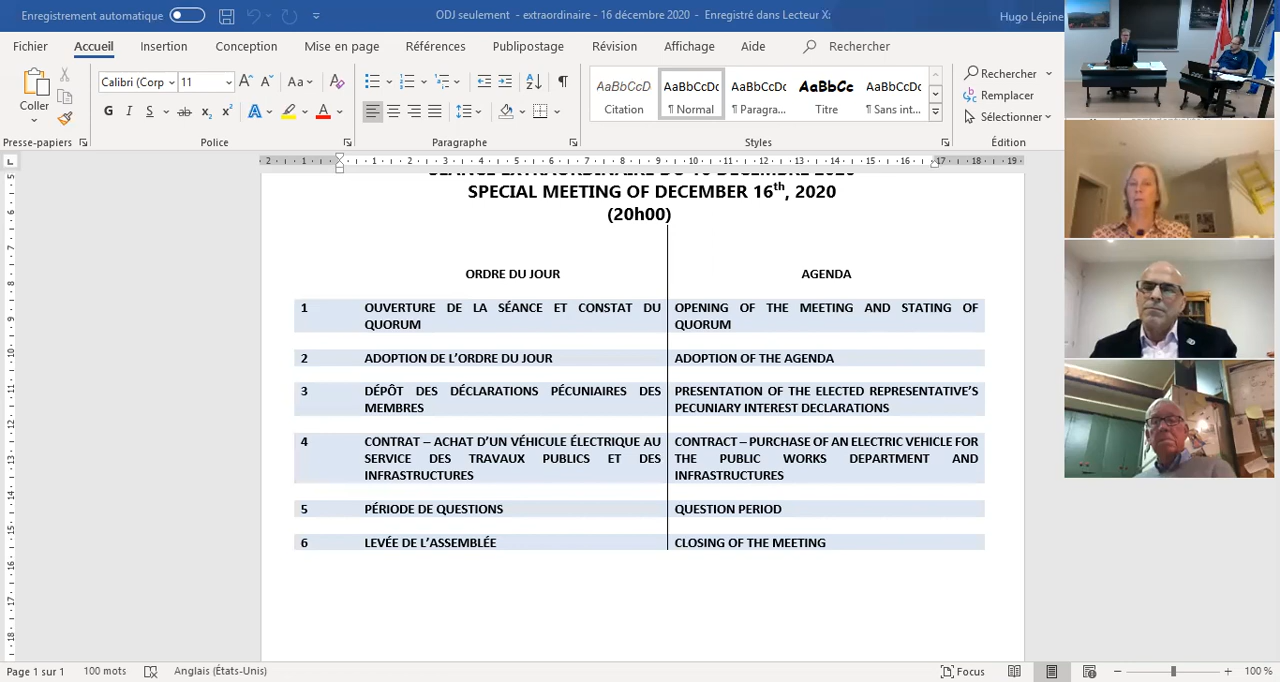 Enregistrement automatique
ODJ seulement - extraordinaire - 16 décembre 2020 - Enregistré dans Lecteur X:
Hugo Lépine
Fichier Accueil Insertion Conception Mise en page Références Publipostage Révision Affichage Aide Rechercher
Coller
Calibri (Corp 11
AaBbCcD AaBbCcDc AaBbCcDc AaBbCc AaBbCcDc
Citation ¶ Normal ¶ Paragra... Titre ¶ Sans int...
Rechercher
Remplacer
Sélectionner
Presse-papiers Police Paragraphe Styles Édition
SÉANCE EXTRAORDINAIRE DU 16 DÉCEMBRE 2020
SPECIAL MEETING OF DECEMBER 16th, 2020
(20h00)
ORDRE DU JOUR AGENDA
1 OUVERTURE DE LA SÉANCE ET CONSTAT DU OPENING OF THE MEETING AND STATING OF
QUORUM QUORUM
2 ADOPTION DE L'ORDRE DU JOUR ADOPTION OF THE AGENDA
3 DÉPÔT DES DÉCLARATIONS PÉCUNIAIRES DES PRESENTATION OF THE ELECTED REPRESENTATIVE'S
MEMBRES PECUNIARY INTEREST DECLARATIONS
4 CONTRAT – ACHAT D'UN VÉHICULE ÉLECTRIQUE AU CONTRACT – PURCHASE OF AN ELECTRIC VEHICLE FOR
SERVICE DES TRAVAUX PUBLICS ET DES THE PUBLIC WORKS DEPARTMENT AND
INFRASTRUCTURES INFRASTRUCTURES
5 PÉRIODE DE QUESTIONS QUESTION PERIOD
6 LEVÉE DE L'ASSEMBLÉE CLOSING OF THE MEETING
Page 1 sur 1 100 mots Anglais (États-Unis) Focus 100 %